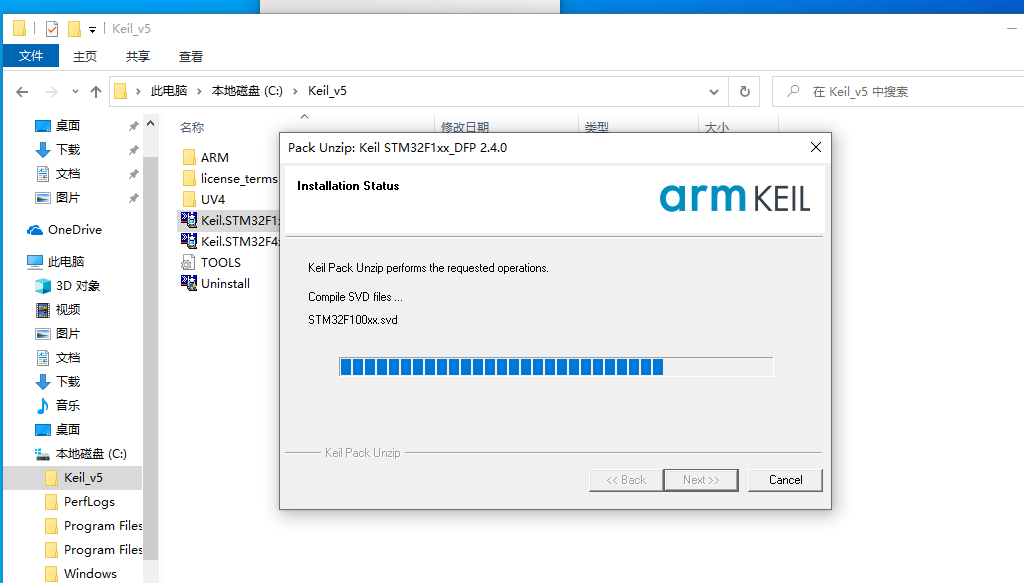 Keil_v5
文件 主页 共享 查看
此电脑 本地磁盘 (C:) Keil_v5
在 Keil_v5 中搜索
桌面
下载
文档
图片
OneDrive
此电脑
3D 对象
视频
图片
文档
下载
音乐
桌面
本地磁盘 (C:)
Keil_v5
PerfLogs
Program Files
Program Files
Windows
名称 修改日期 类型 大小
ARM
license_terms
UV4
Keil.STM32F1
Keil.STM32F4
TOOLS
Uninstall
Pack Unzip: Keil STM32F1xx_DFP 2.4.0
Installation Status
arm KEIL
Keil Pack Unzip performs the requested operations.
Compile SVD files ...
STM32F100xx.svd
Keil Pack Unzip
<< Back Next >> Cancel